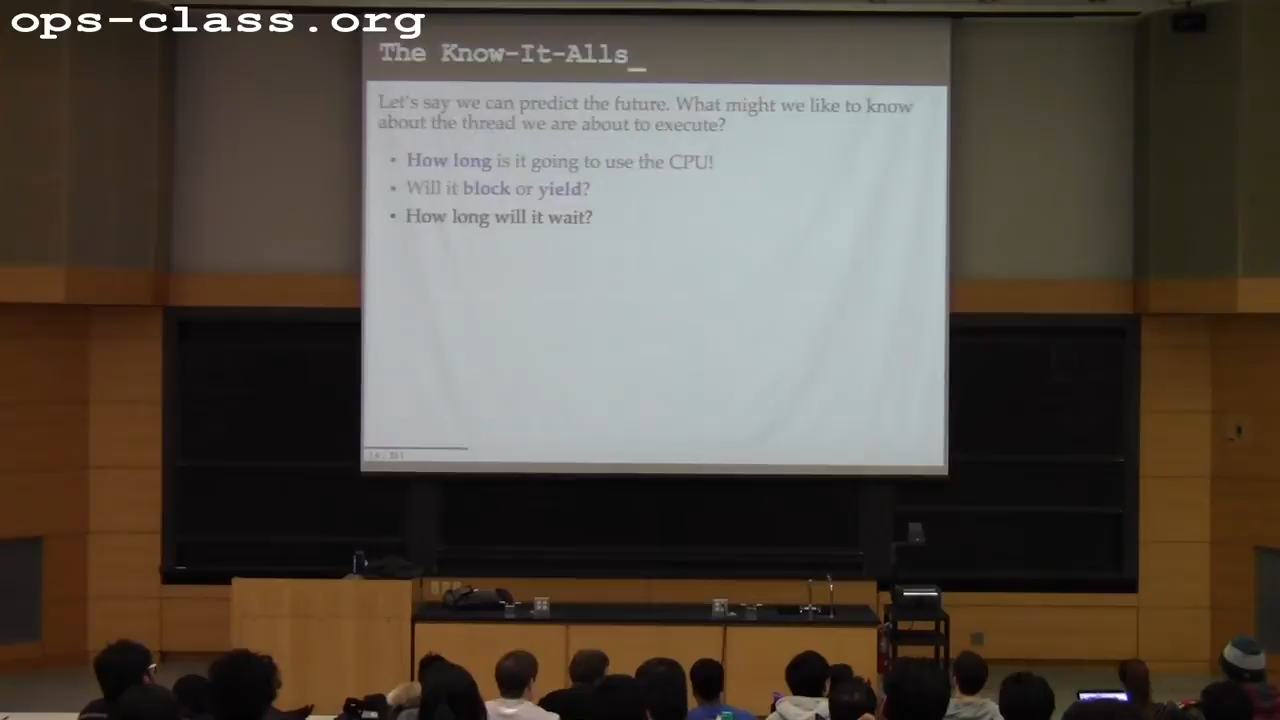 ops-class.org
The Know-It-Alls_
Let's say we can predict the future. What might we like to know
about the thread we are about to execute?
• How long is it going to use the CPU!
• Will it block or yield?
• How long will it wait?